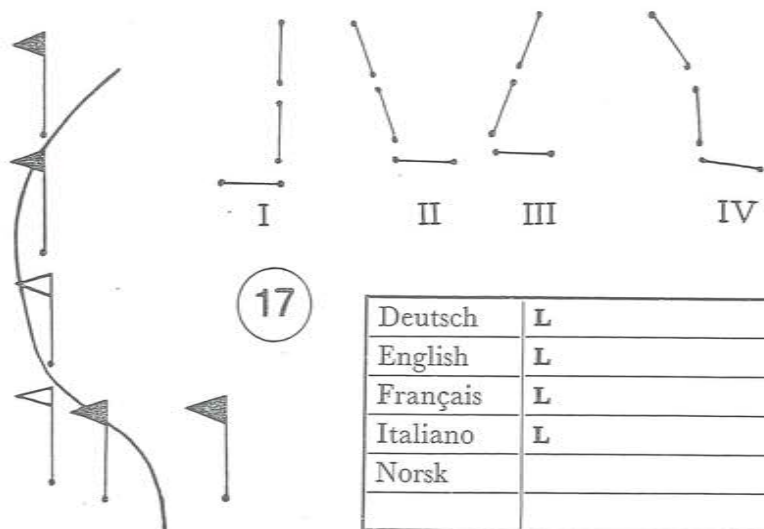 I II III IV
17
Deutsch L
English L
Français L
Italiano L
Norsk